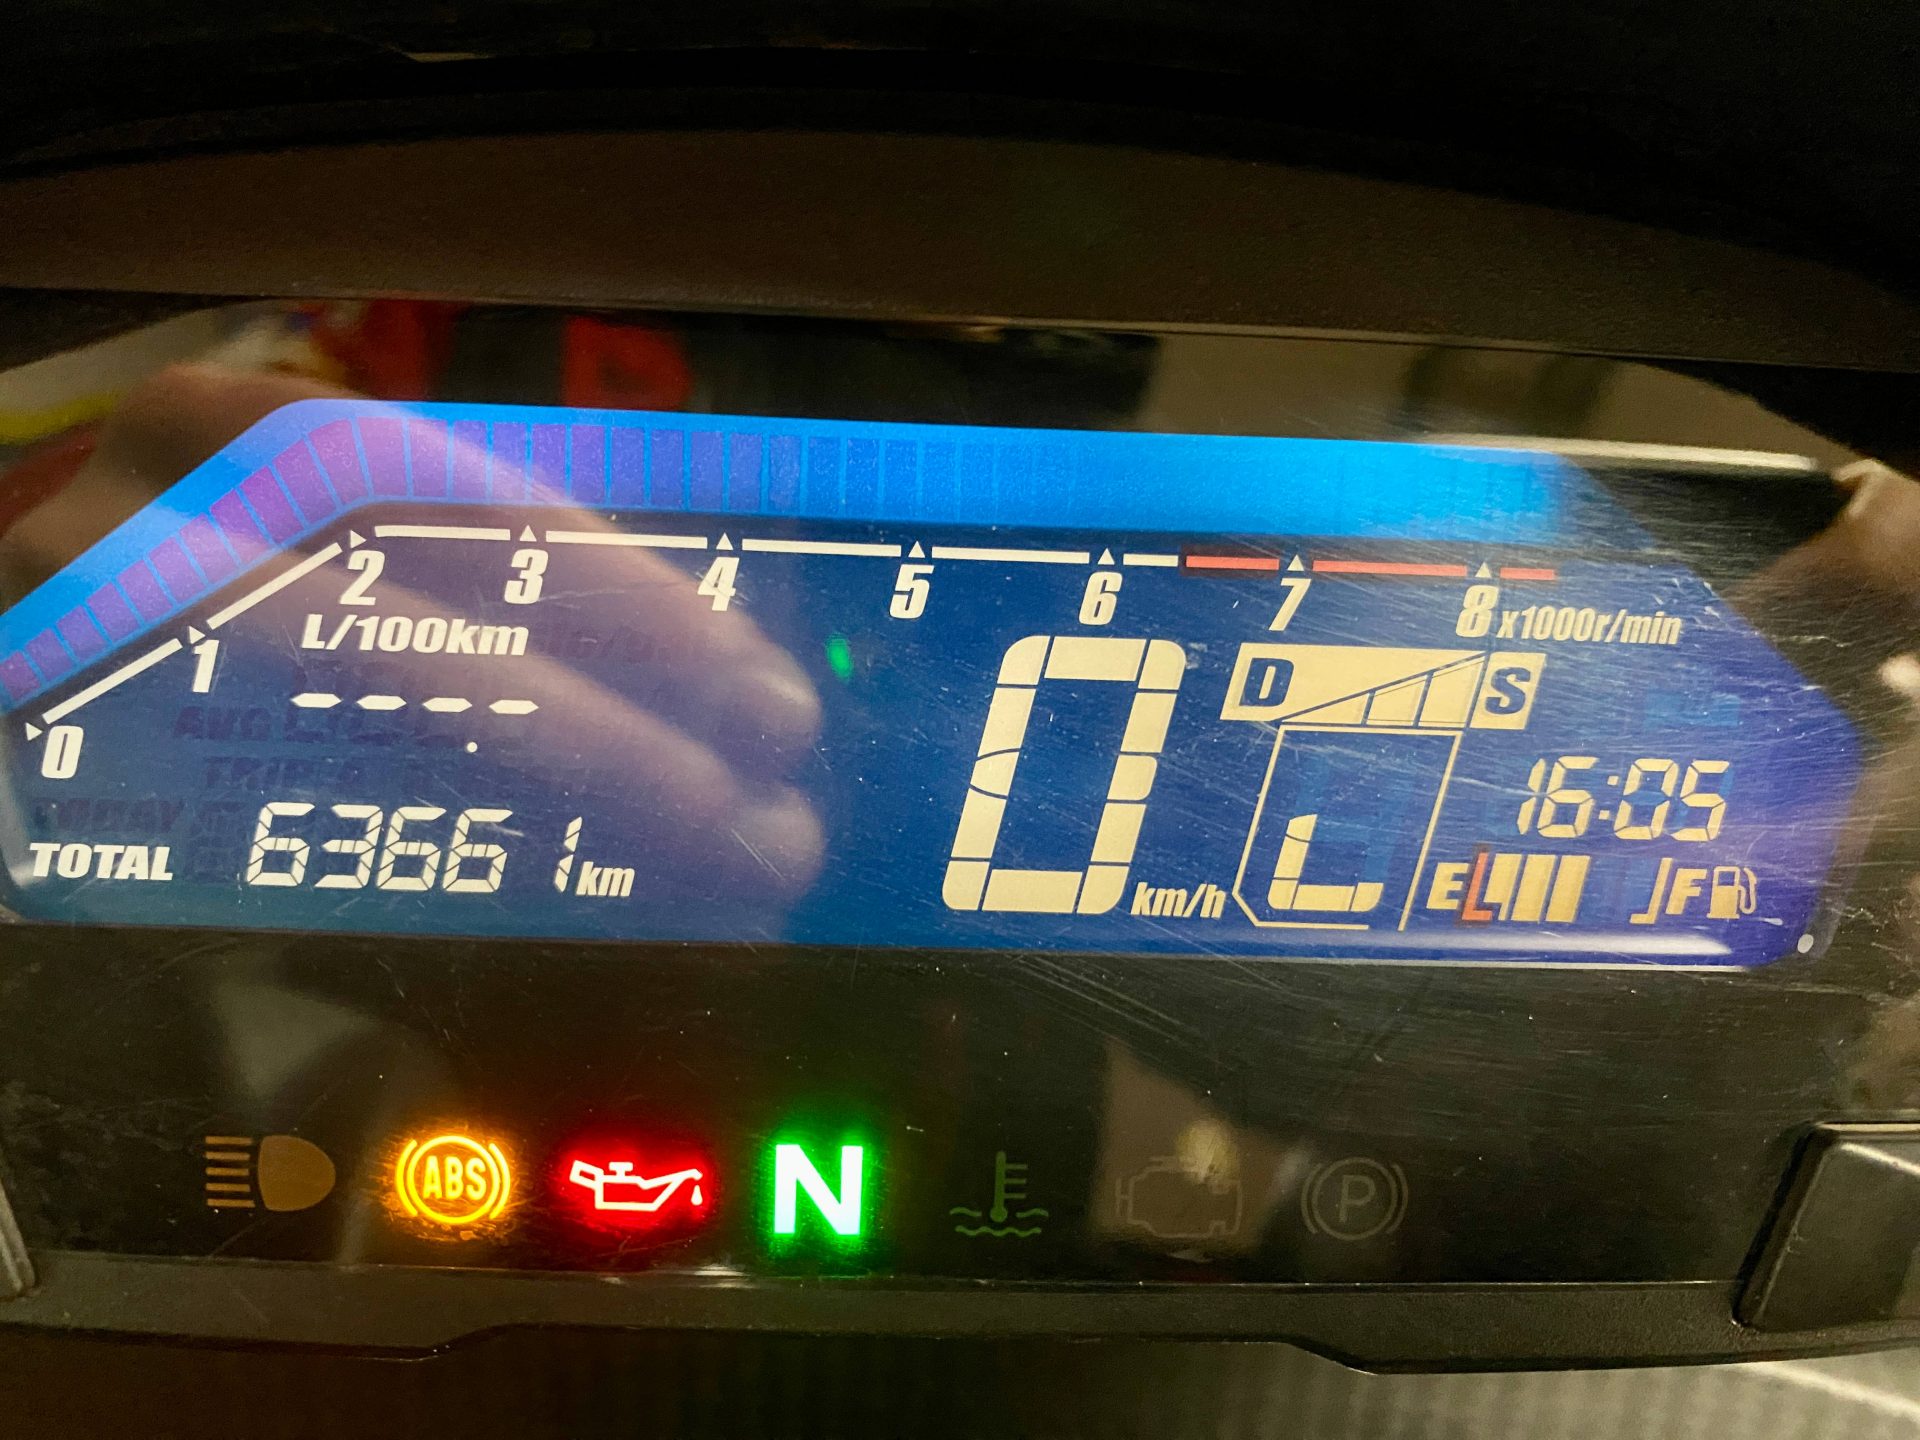 0 1 2 3 4 5 6 7 8 x1000r/min
L/100km
----
TOTAL 63661 km
0 km/h
D S
L
16:05
E F
ABS
N
P